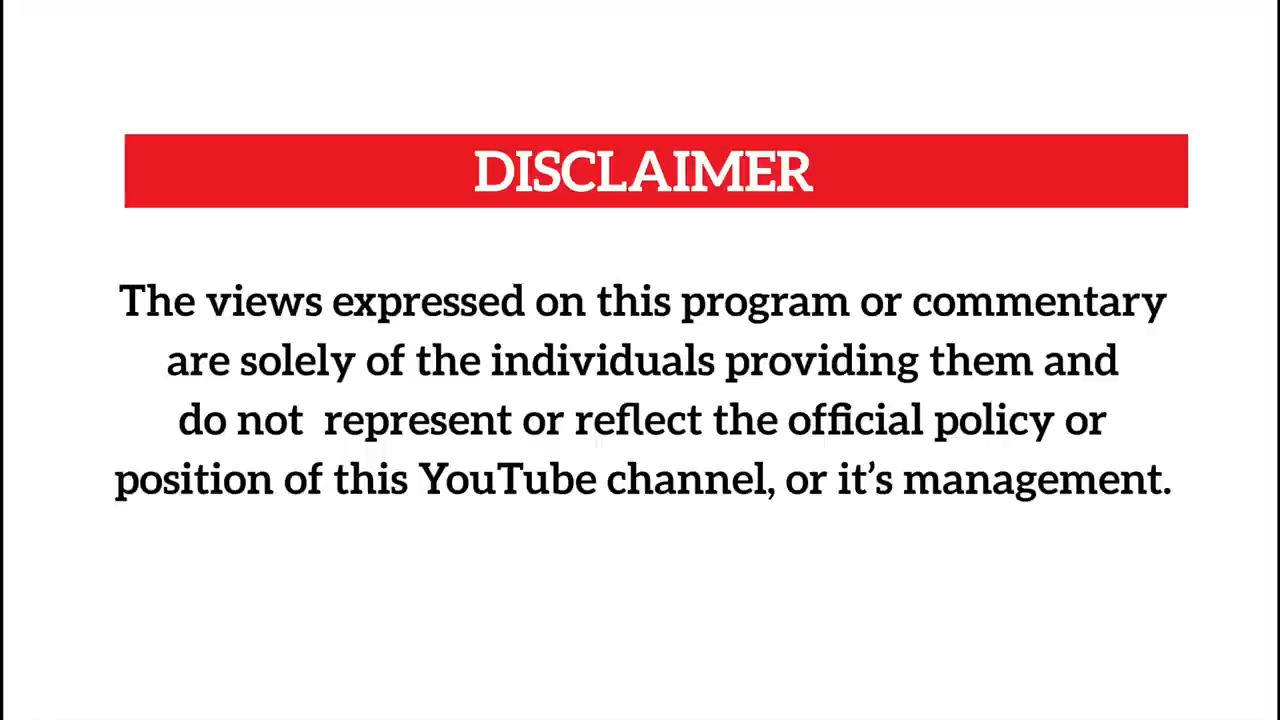 DISCLAIMER
The views expressed on this program or commentary
are solely of the individuals providing them and
do not  represent or reflect the official policy or
position of this YouTube channel, or it’s management.